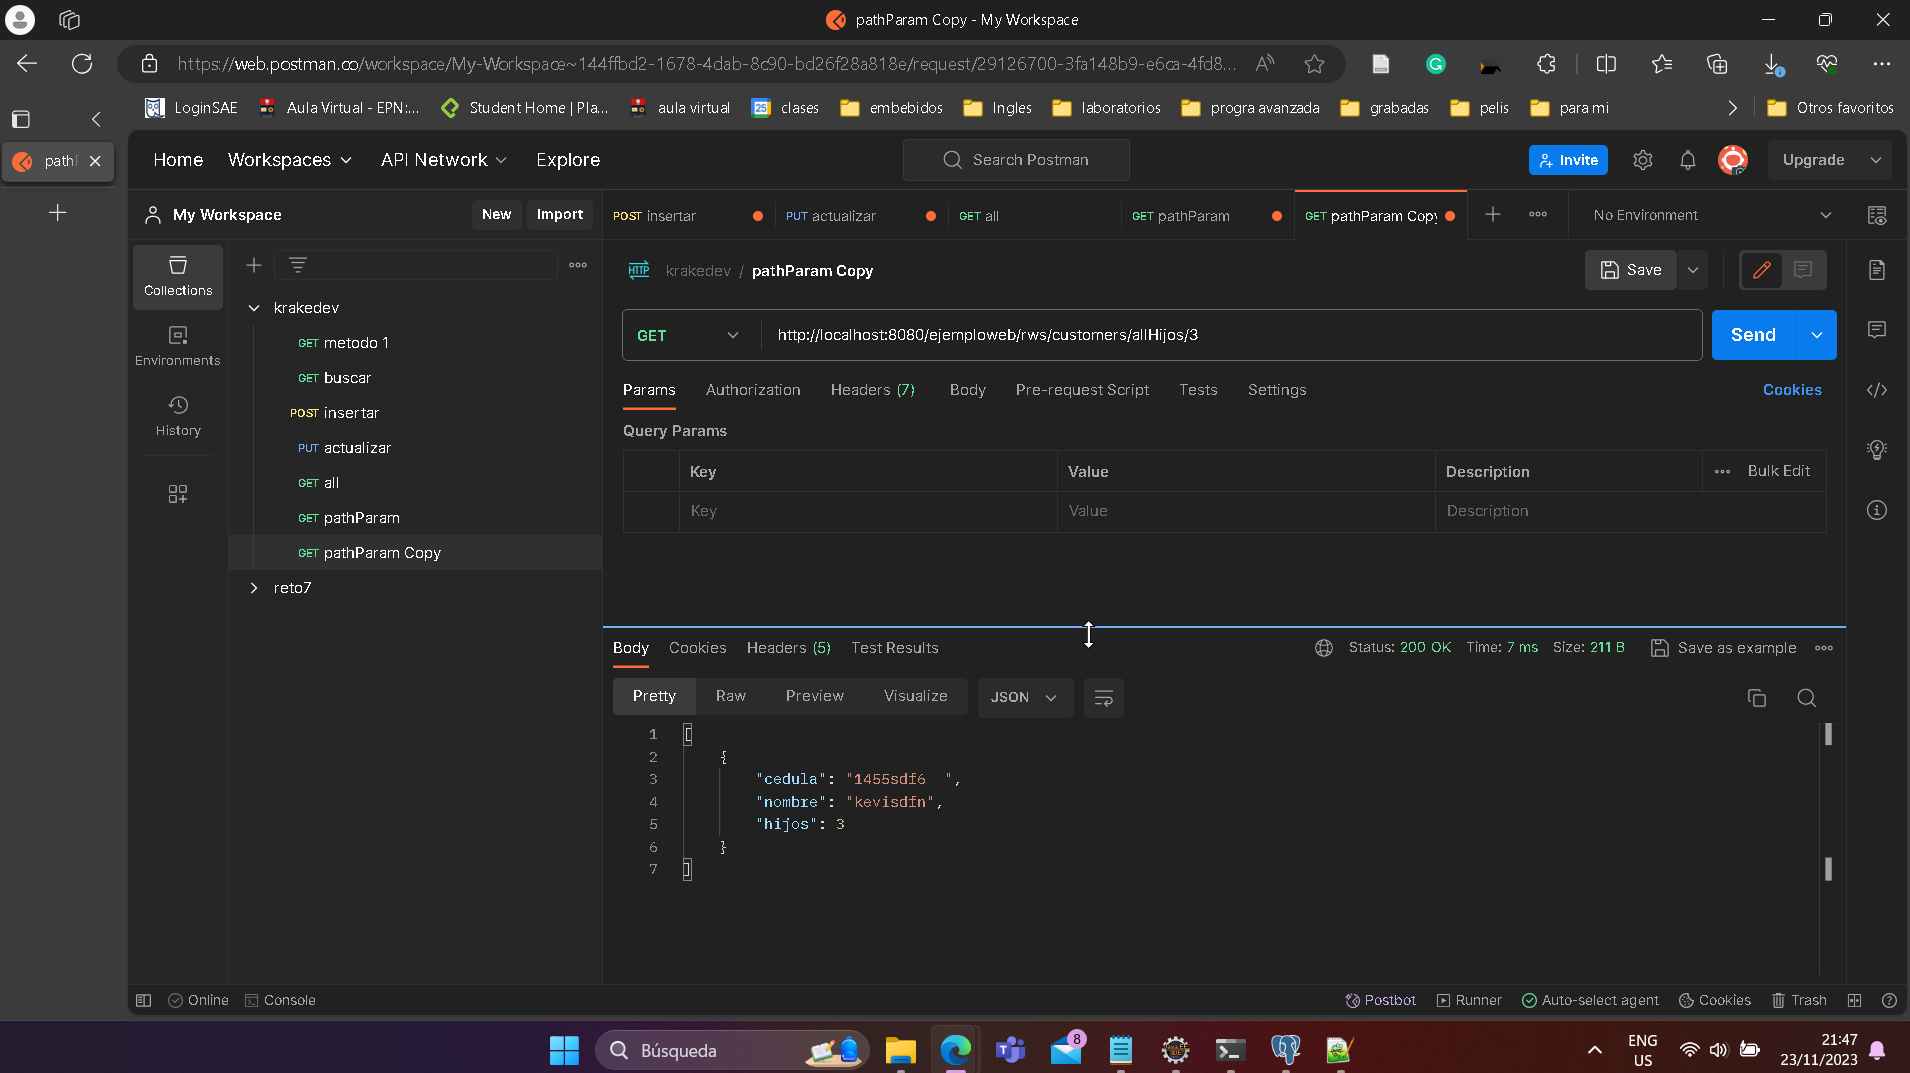 pathParam Copy - My Workspace
https://web.postman.co/workspace/My-Workspace~144ffbd2-1678-4dab-8c90-bd26f28a818e/request/29126700-3fa148b9-e6ca-4fd8...
LoginSAE
Aula Virtual - EPN:...
Student Home | Pla...
aula virtual
25
clases
embebidos
Ingles
laboratorios
progra avanzada
grabadas
pelis
para mi
Otros favoritos
pathP
Home
Workspaces
API Network
Explore
Search Postman
Invite
Upgrade
My Workspace
New
Import
POST insertar
PUT actualizar
GET all
GET pathParam
GET pathParam Copy
No Environment
Collections
Environments
History
krakedev
GET metodo 1
GET buscar
POST insertar
PUT actualizar
GET all
GET pathParam
GET pathParam Copy
reto7
HTTP krakedev / pathParam Copy
Save
GET
http://localhost:8080/ejemploweb/rws/customers/allHijos/3
Send
Params
Authorization
Headers (7)
Body
Pre-request Script
Tests
Settings
Cookies
Query Params
Key
Value
Description
Bulk Edit
Key
Value
Description
Body
Cookies
Headers (5)
Test Results
Status: 200 OK
Time: 7 ms
Size: 211 B
Save as example
Pretty
Raw
Preview
Visualize
JSON
1 [
2 {
3 "cedula": "1455sdf6  ",
4 "nombre": "kevisdfn",
5 "hijos": 3
6 }
7 ]
Online
Console
Postbot
Runner
Auto-select agent
Cookies
Trash
Búsqueda
8
ENG
US
21:47
23/11/2023